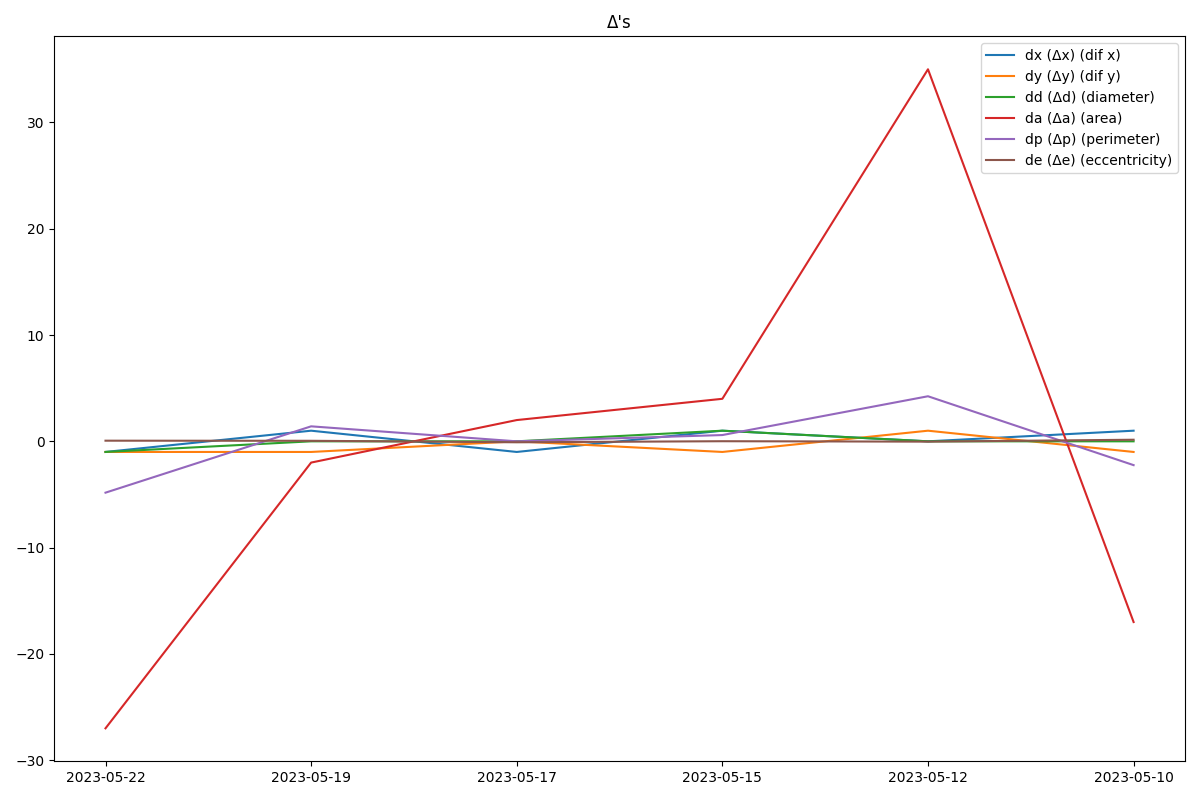 Δ's
dx (Δx) (dif x)
dy (Δy) (dif y)
dd (Δd) (diameter)
da (Δa) (area)
dp (Δp) (perimeter)
de (Δe) (eccentricity)
30
20
10
0
−10
−20
−30
2023-05-22 2023-05-19 2023-05-17 2023-05-15 2023-05-12 2023-05-10